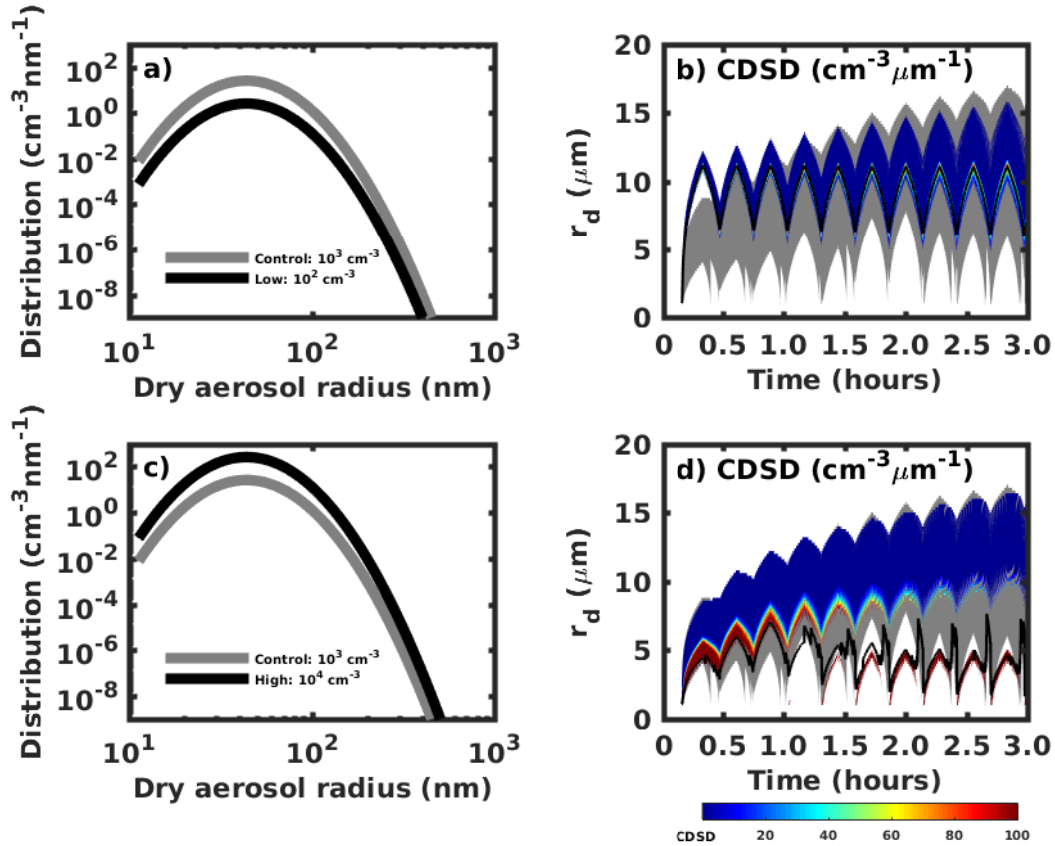 a)
Distribution (cm⁻³nm⁻¹)
10² 10⁰ 10⁻² 10⁻⁴ 10⁻⁶ 10⁻⁸
Control: 10³ cm⁻³
Low: 10² cm⁻³
10¹ 10² 10³
Dry aerosol radius (nm)
b) CDSD (cm⁻³μm⁻¹)
r_d (μm)
20 15 10 5 0
0 0.5 1.0 1.5 2.0 2.5 3.0
Time (hours)
c)
Distribution (cm⁻³nm⁻¹)
10² 10⁰ 10⁻² 10⁻⁴ 10⁻⁶ 10⁻⁸
Control: 10³ cm⁻³
High: 10⁴ cm⁻³
10¹ 10² 10³
Dry aerosol radius (nm)
d) CDSD (cm⁻³μm⁻¹)
r_d (μm)
20 15 10 5 0
0 0.5 1.0 1.5 2.0 2.5 3.0
Time (hours)
CDSD 20 40 60 80 100